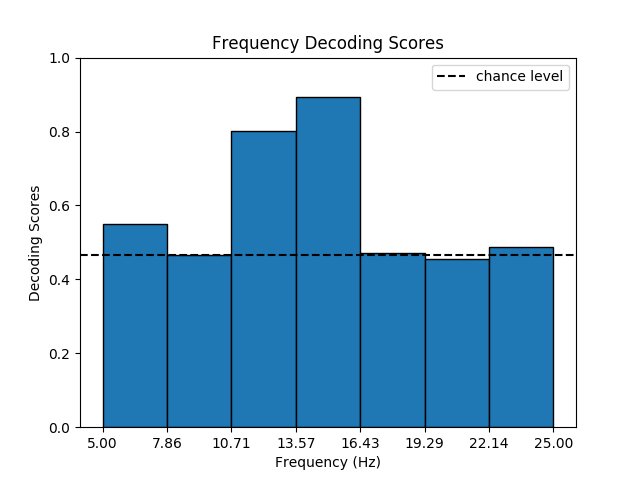 Frequency Decoding Scores
chance level
Decoding Scores
1.0
0.8
0.6
0.4
0.2
0.0
5.00 7.86 10.71 13.57 16.43 19.29 22.14 25.00
Frequency (Hz)